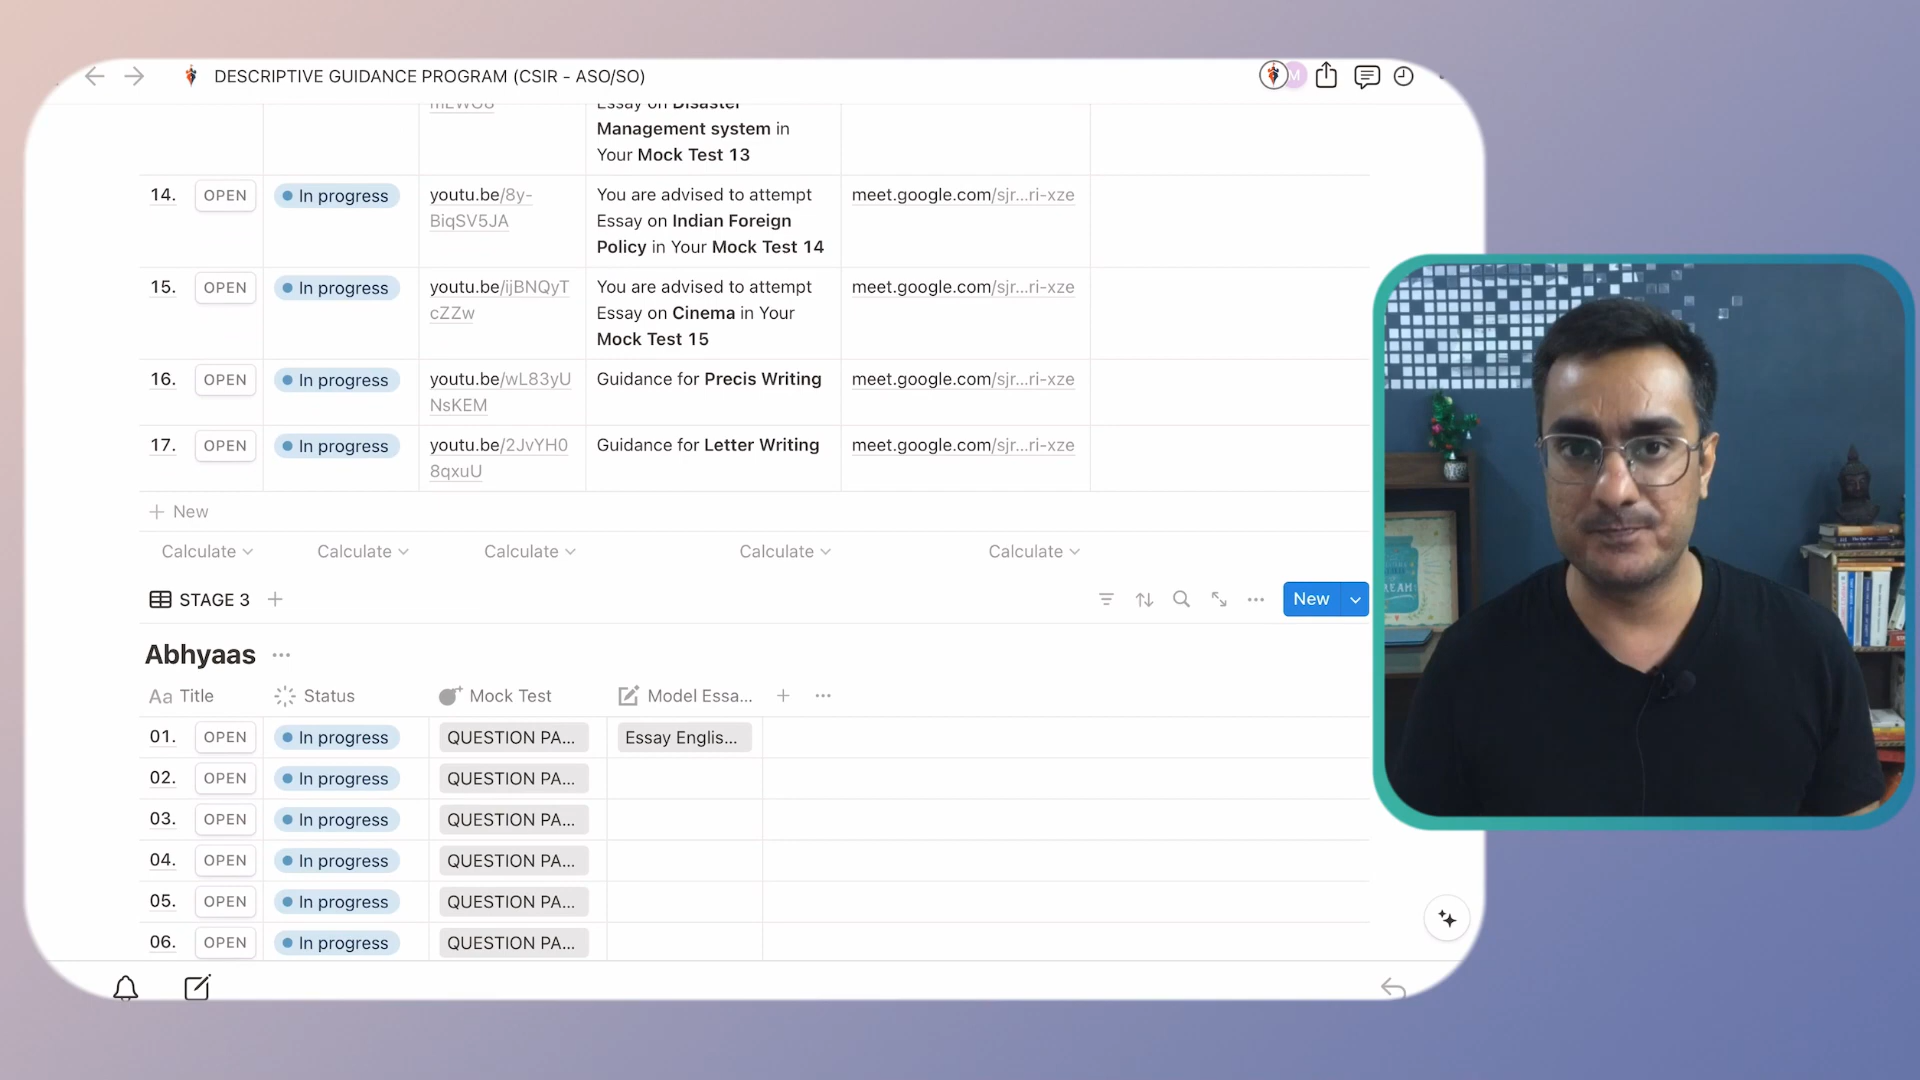 DESCRIPTIVE GUIDANCE PROGRAM (CSIR - ASO/SO)
M
Essay on Disaster
Management system in
Your Mock Test 13
14. OPEN In progress youtu.be/8y-
BiqSV5JA
You are advised to attempt
Essay on Indian Foreign
Policy in Your Mock Test 14
meet.google.com/sjr...ri-xze
15. OPEN In progress youtu.be/ijBNQyT
cZZw
You are advised to attempt
Essay on Cinema in Your
Mock Test 15
meet.google.com/sjr...ri-xze
16. OPEN In progress youtu.be/wL83yU
NsKEM
Guidance for Precis Writing
meet.google.com/sjr...ri-xze
17. OPEN In progress youtu.be/2JvYH0
8qxuU
Guidance for Letter Writing
meet.google.com/sjr...ri-xze
New
Calculate Calculate Calculate Calculate Calculate
STAGE 3
New
Abhyaas
Aa Title Status Mock Test Model Essa...
01. OPEN In progress QUESTION PA... Essay Englis...
02. OPEN In progress QUESTION PA...
03. OPEN In progress QUESTION PA...
04. OPEN In progress QUESTION PA...
05. OPEN In progress QUESTION PA...
06. OPEN In progress QUESTION PA...